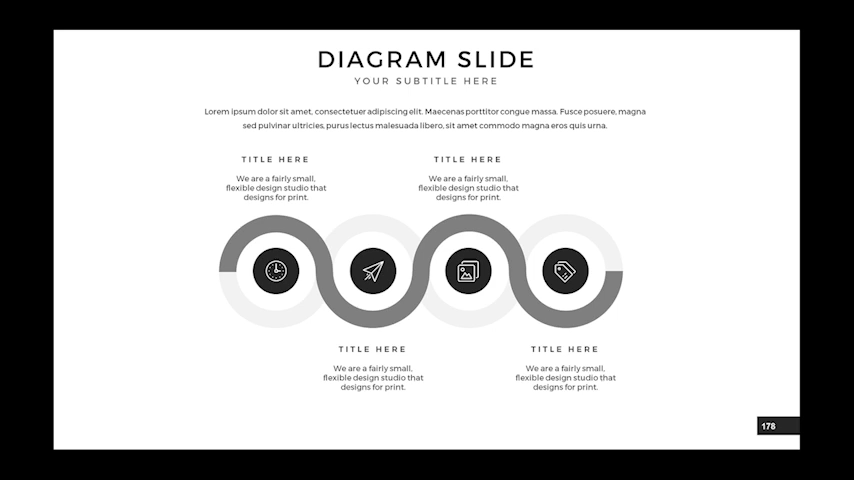 DIAGRAM SLIDE
YOUR SUBTITLE HERE
Lorem ipsum dolor sit amet, consectetuer adipiscing elit. Maecenas porttitor congue massa. Fusce posuere, magna
sed pulvinar ultricies, purus lectus malesuada libero, sit amet commodo magna eros quis urna.
TITLE HERE
We are a fairly small,
flexible design studio that
designs for print.
TITLE HERE
We are a fairly small,
flexible design studio that
designs for print.
TITLE HERE
We are a fairly small,
flexible design studio that
designs for print.
TITLE HERE
We are a fairly small,
flexible design studio that
designs for print.
178